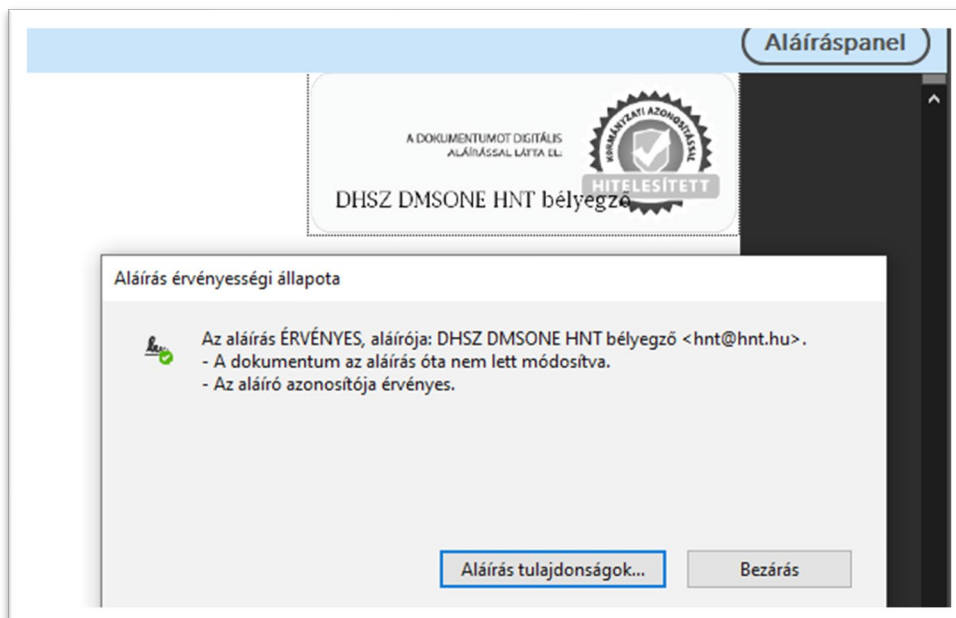 Aláíráspanel
A DOKUMENTUMOT DIGITÁLIS
ALÁÍRÁSSAL LÁTTA EL:
KORMÁNYZATI AZONOSÍTÁSSAL
HITELESÍTETT
DHSZ DMSONE HNT bélyegző
Aláírás érvényességi állapota
Az aláírás ÉRVÉNYES, aláírója: DHSZ DMSONE HNT bélyegző <hnt@hnt.hu>.
- A dokumentum az aláírás óta nem lett módosítva.
- Az aláíró azonosítója érvényes.
Aláírás tulajdonságok...
Bezárás